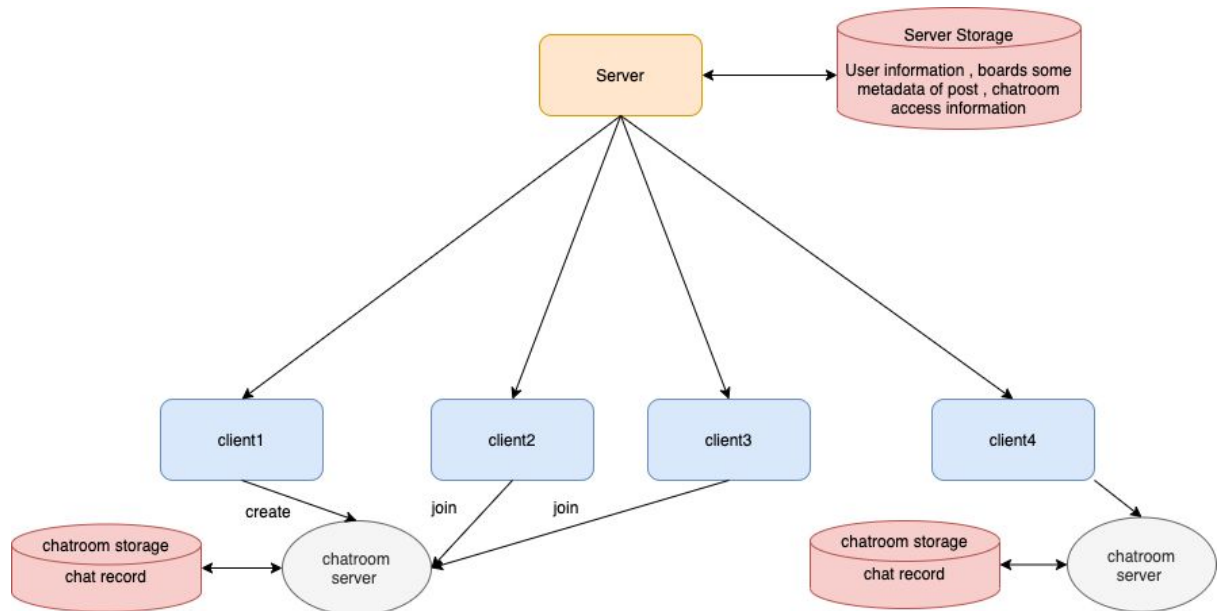 Server
Server Storage
User information , boards some
metadata of post , chatroom
access information
client1
client2
client3
client4
create
join
join
chatroom storage
chat record
chatroom
server
chatroom storage
chat record
chatroom
server